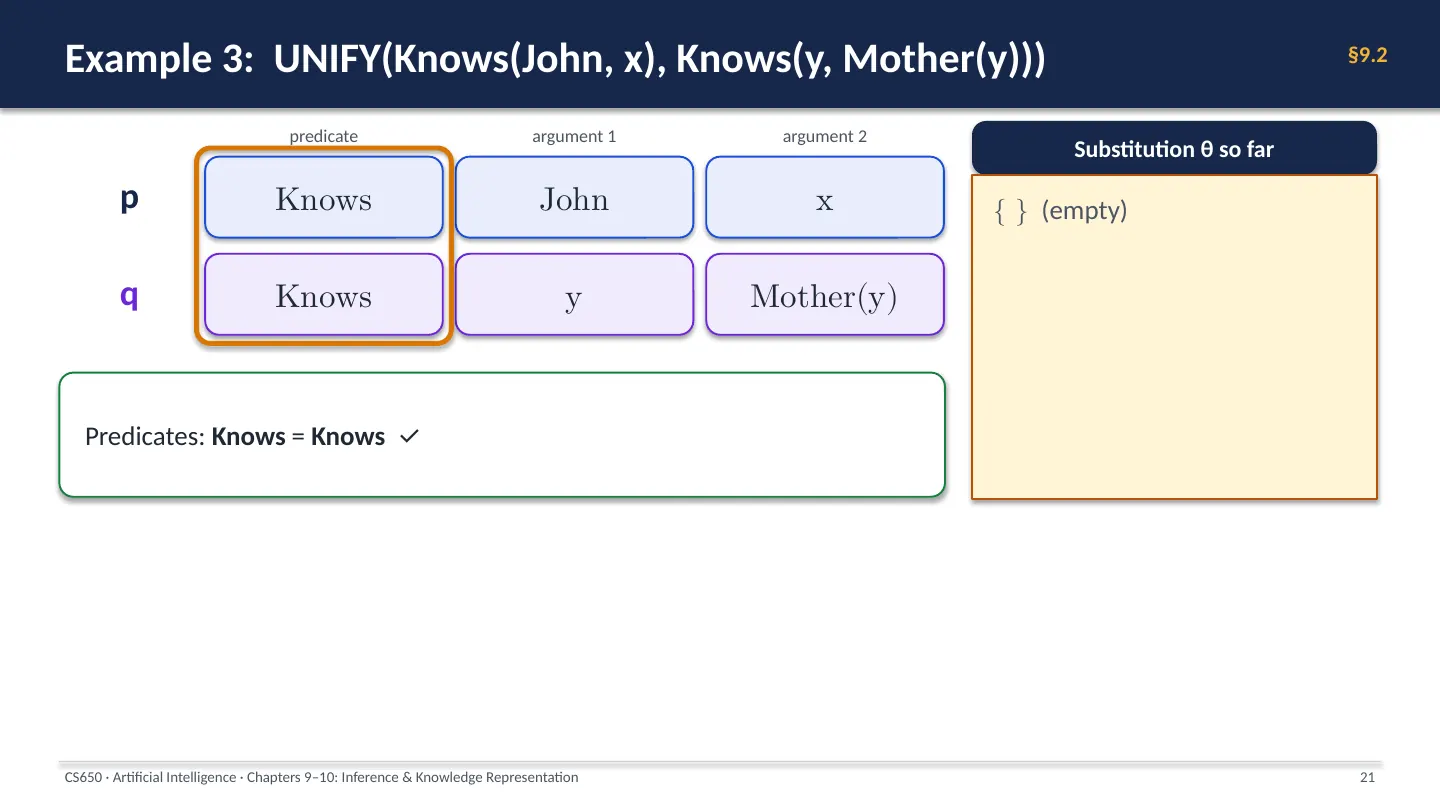 Example 3: UNIFY(Knows(John, x), Knows(y, Mother(y)))
§9.2
predicate
argument 1
argument 2
Substitution θ so far
p
Knows
John
x
{ } (empty)
q
Knows
y
Mother(y)
Predicates: Knows = Knows ✓
CS650 · Artificial Intelligence · Chapters 9–10: Inference & Knowledge Representation
21